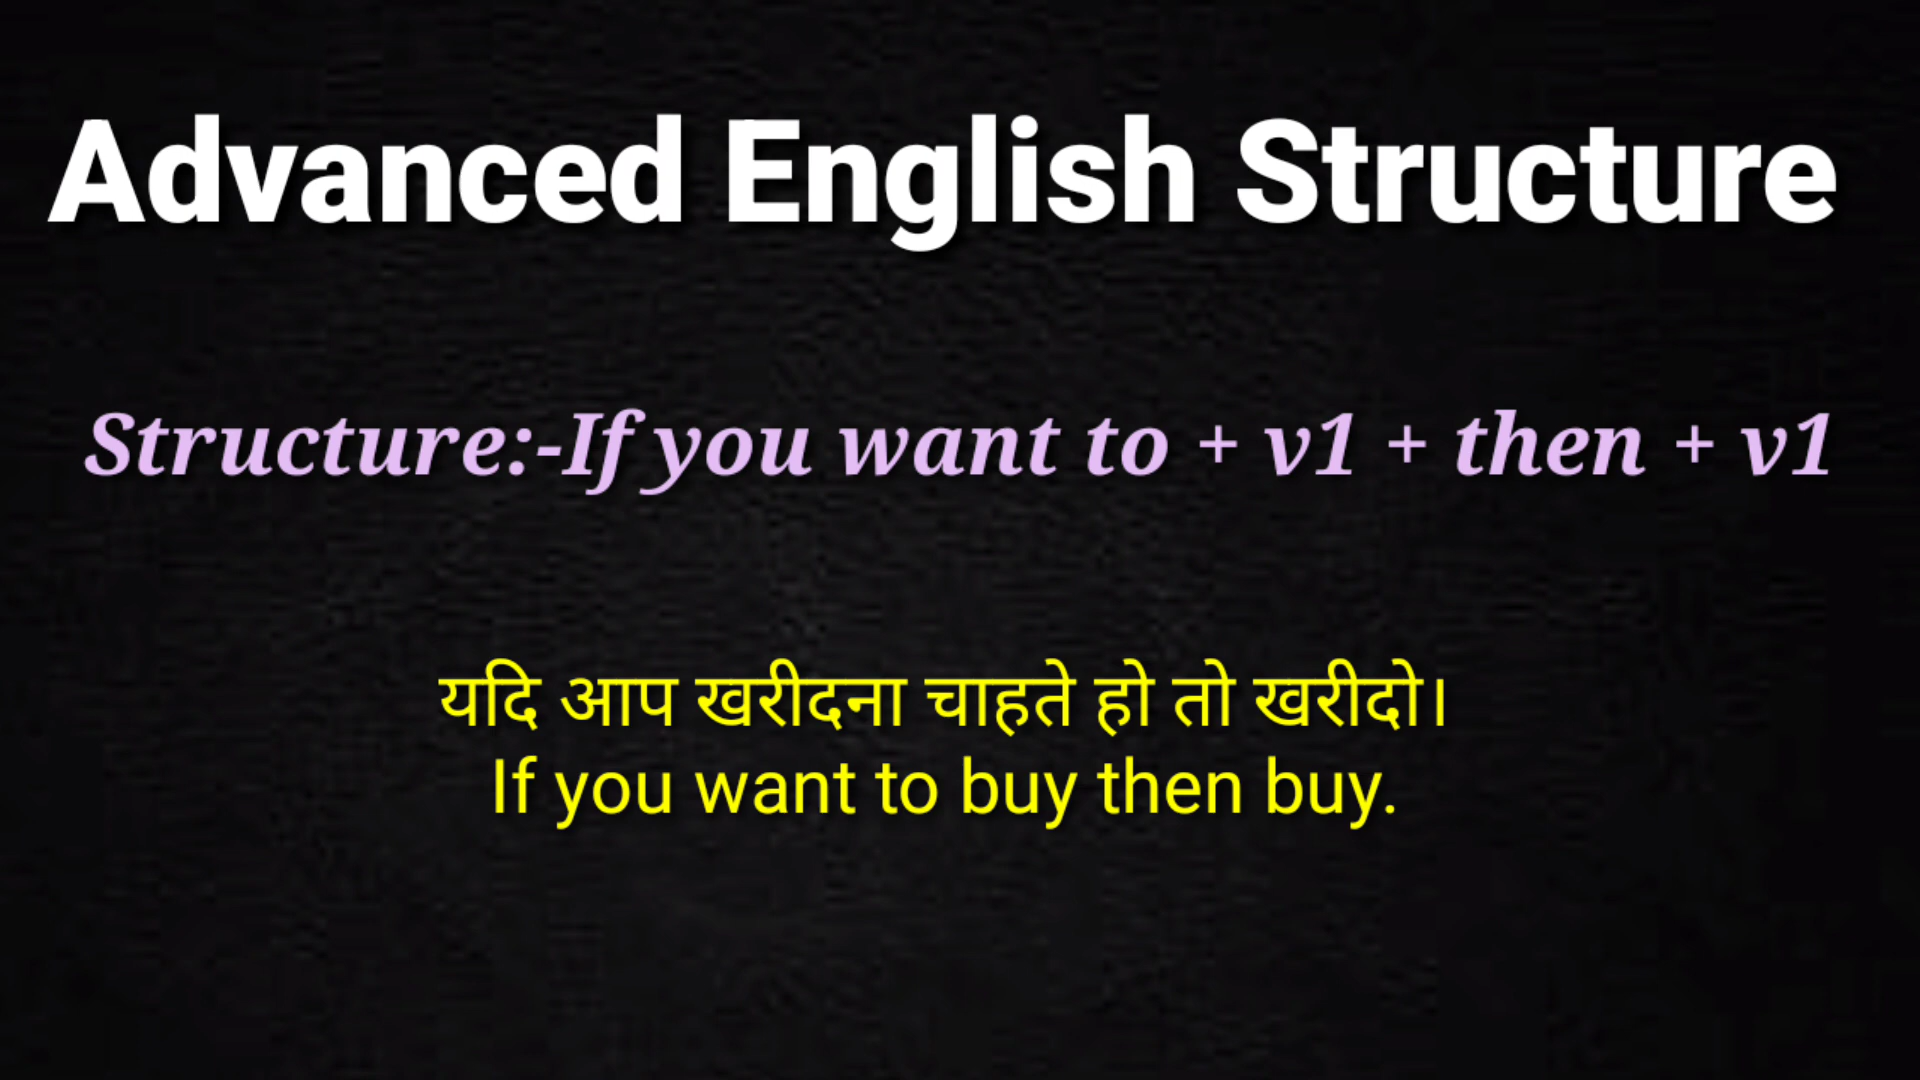 Advanced English Structure
Structure:-If you want to + v1 + then + v1
यदि आप खरीदना चाहते हो तो खरीदो।
If you want to buy then buy.